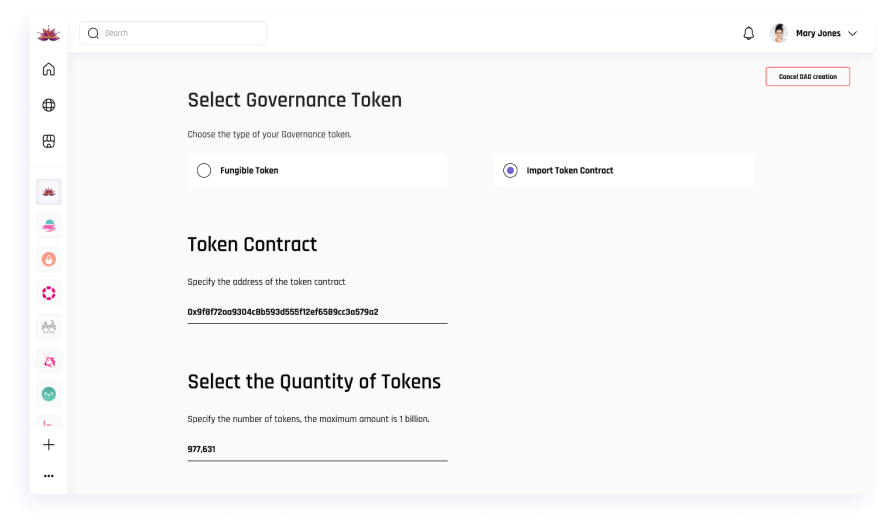 Search
Mary Jones
Cancel DAO creation
Select Governance Token
Choose the type of your Governance token.
Fungible Token
Import Token Contract
Token Contract
Specify the address of the token contract
0x9f8f72aa9304c8b593d555f12ef6589cc3a579a2
Select the Quantity of Tokens
Specify the number of tokens, the maximum amount is 1 billion.
977,631